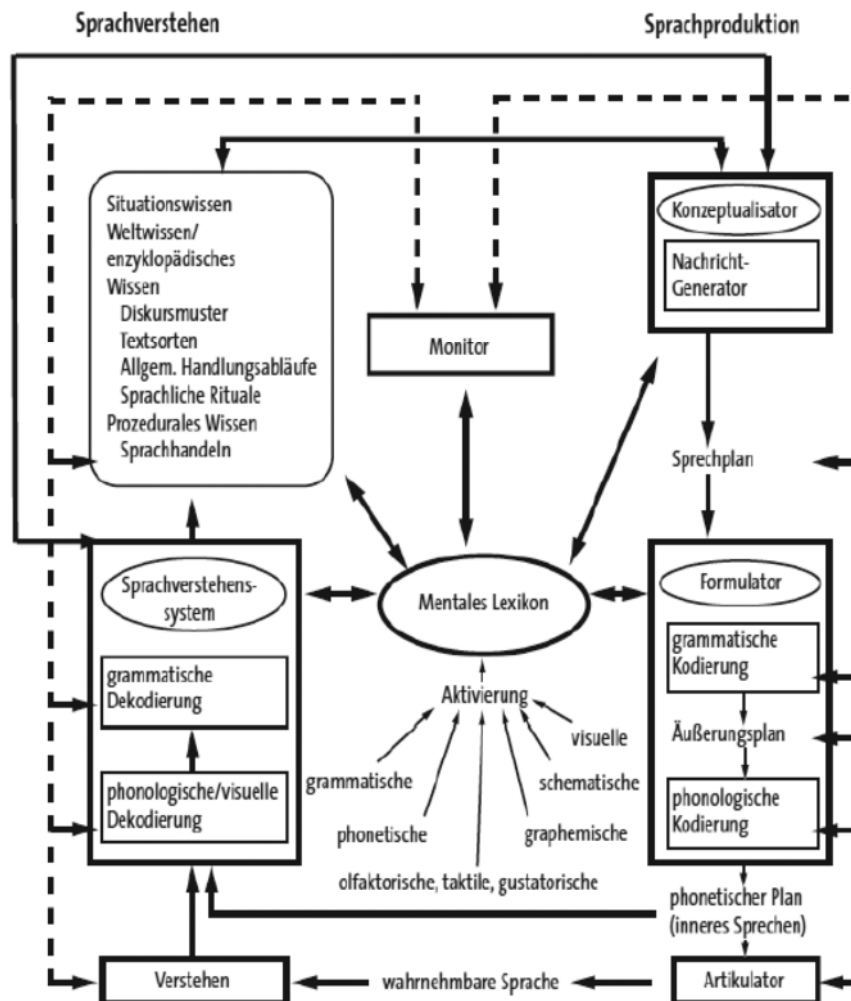 Sprachverstehen
Sprachproduktion
Situationswissen
Weltwissen/
enzyklopädisches
Wissen
Diskursmuster
Textsorten
Allgem. Handlungsabläufe
Sprachliche Rituale
Prozedurales Wissen
Sprachhandeln
Monitor
Konzeptualisator
Nachricht-
Generator
Sprechplan
Sprachverstehens-
system
grammatische
Dekodierung
phonologische/visuelle
Dekodierung
Mentales Lexikon
Aktivierung
grammatische
phonetische
olfaktorische, taktile, gustatorische
graphemische
schematische
visuelle
Formulator
grammatische
Kodierung
Äußerungsplan
phonologische
Kodierung
phonetischer Plan
(inneres Sprechen)
Verstehen
wahrnehmbare Sprache
Artikulator